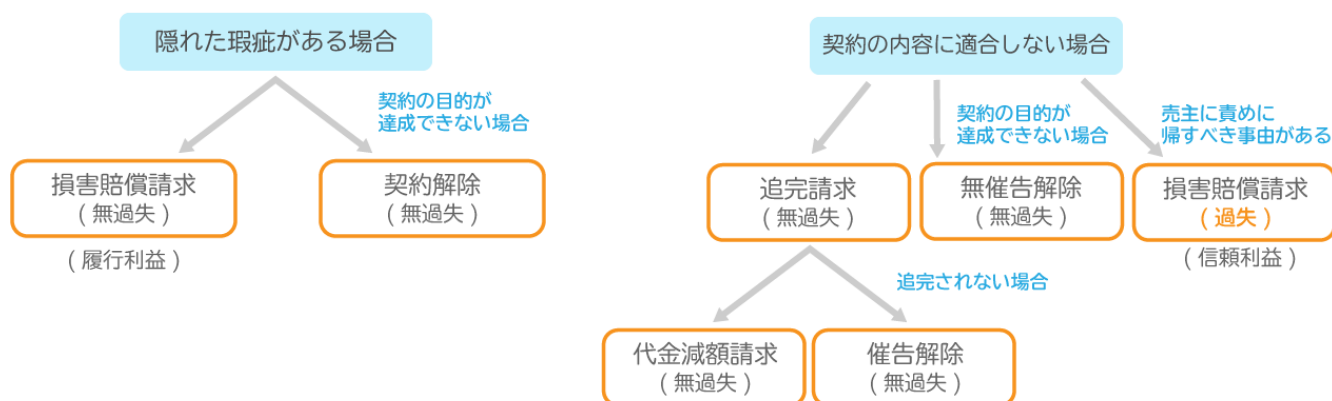 隠れた瑕疵がある場合
契約の目的が
達成できない場合
損害賠償請求
(無過失)
(履行利益)
契約解除
(無過失)
契約の内容に適合しない場合
契約の目的が
達成できない場合
売主に責めに
帰すべき事由がある
追完請求
(無過失)
無催告解除
(無過失)
損害賠償請求
(過失)
(信頼利益)
追完されない場合
代金減額請求
(無過失)
催告解除
(無過失)